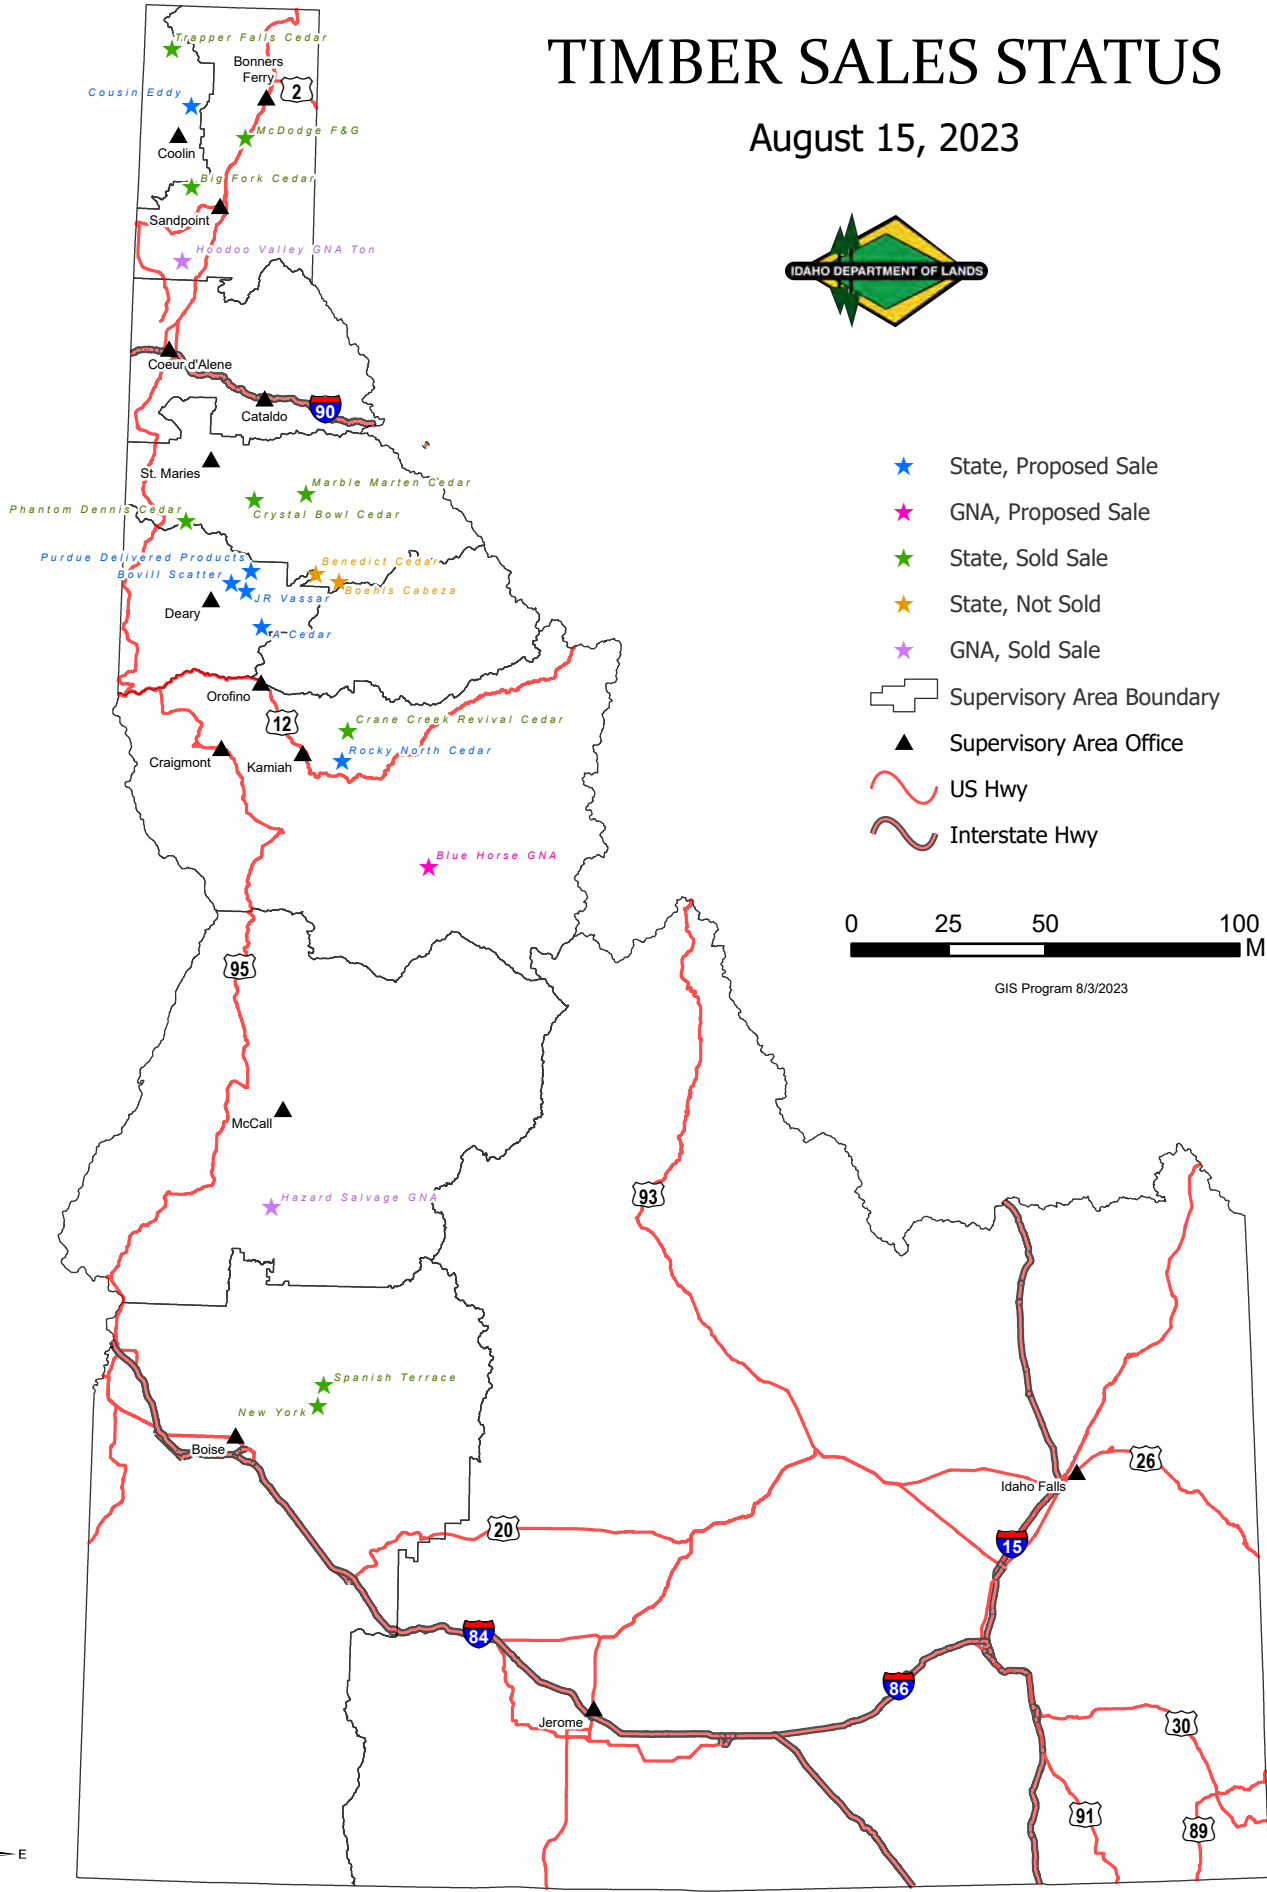 TIMBER SALES STATUS
August 15, 2023
IDAHO DEPARTMENT OF LANDS
Trapper Falls Cedar
Bonners
Ferry
2
Cousin Eddy
McDodge F&G
Coolin
Big Fork Cedar
Sandpoint
Hoodoo Valley GNA Ton
Coeur d'Alene
Cataldo
90
St. Maries
Marble Marten Cedar
Phantom Dennis Cedar
Crystal Bowl Cedar
Purdue Delivered Products
Benedict Cedar
Bovill Scatter
Boehls Cabeza
JR Vassar
Deary
A Cedar
Orofino
12
Crane Creek Revival Cedar
Craigmont
Kamiah
Rocky North Cedar
Blue Horse GNA
State, Proposed Sale
GNA, Proposed Sale
State, Sold Sale
State, Not Sold
GNA, Sold Sale
Supervisory Area Boundary
Supervisory Area Office
US Hwy
Interstate Hwy
0 25 50 100
M
GIS Program 8/3/2023
95
McCall
93
Hazard Salvage GNA
Spanish Terrace
New York
Boise
26
Idaho Falls
20
15
84
86
Jerome
30
91
89
E